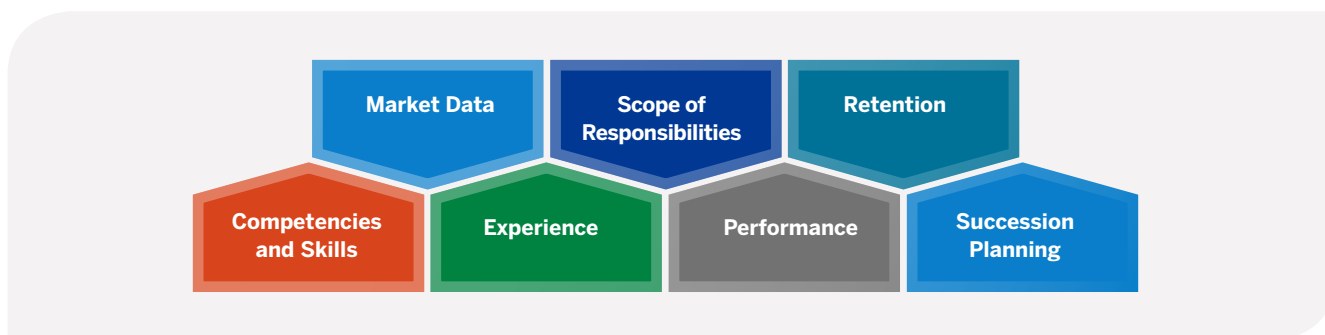 Market Data
Scope of
Responsibilities
Retention
Competencies
and Skills
Experience
Performance
Succession
Planning